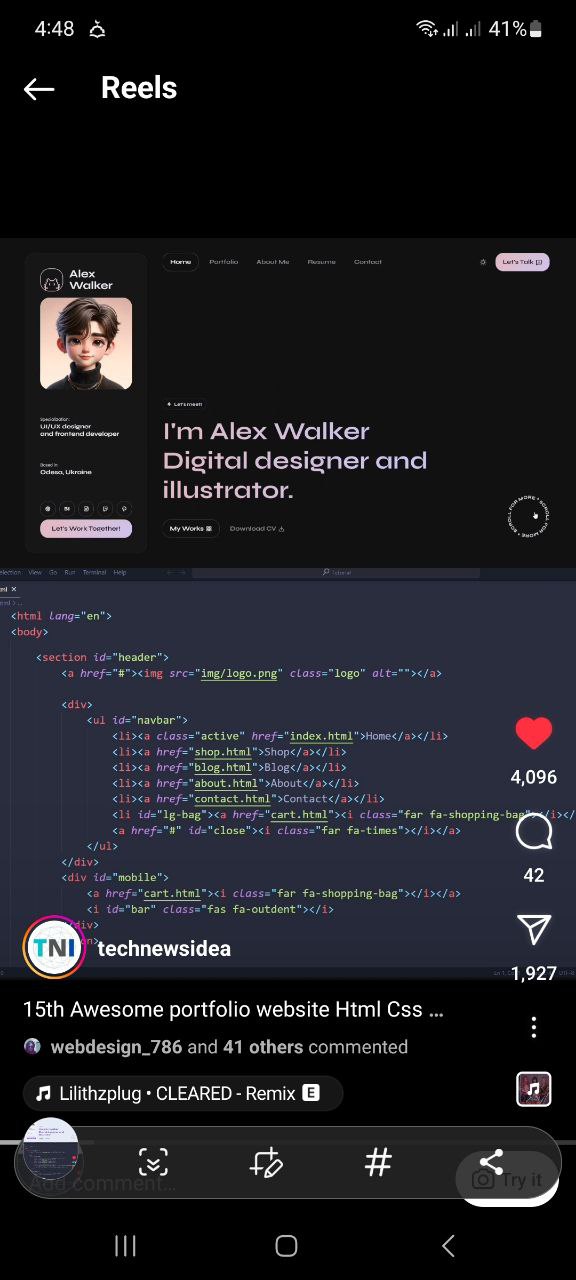 4:48
41%
Reels
Alex
Walker
Home Portfolio About Me Resume Contact Let's Talk
Specialization:
UI/UX designer
and frontend developer
Based in:
Odesa, Ukraine
Let's Work Together!
Let's meet!
I'm Alex Walker
Digital designer and
illustrator.
My Works Download CV
SCROLL FOR MORE • SCROLL FOR MORE •
election View Go Run Terminal Help
tutorial
<html lang="en">
<body>
<section id="header">
<a href="#"><img src="img/logo.png" class="logo" alt=""></a>
<div>
<ul id="navbar">
<li><a class="active" href="index.html">Home</a></li>
<li><a href="shop.html">Shop</a></li>
<li><a href="blog.html">Blog</a></li>
<li><a href="about.html">About</a></li>
<li><a href="contact.html">Contact</a></li>
<li id="lg-bag"><a href="cart.html"><i class="far fa-shopping-bag"></i></
<a href="#" id="close"><i class="far fa-times"></i></a>
</ul>
</div>
<div id="mobile">
<a href="cart.html"><i class="far fa-shopping-bag"></i></a>
<i id="bar" class="fas fa-outdent"></i>
</div>
4,096
42
1,927
TNI technewsidea
15th Awesome portfolio website Html Css ...
webdesign_786 and 41 others commented
Lilithzplug • CLEARED - Remix E
Add comment...
Try it